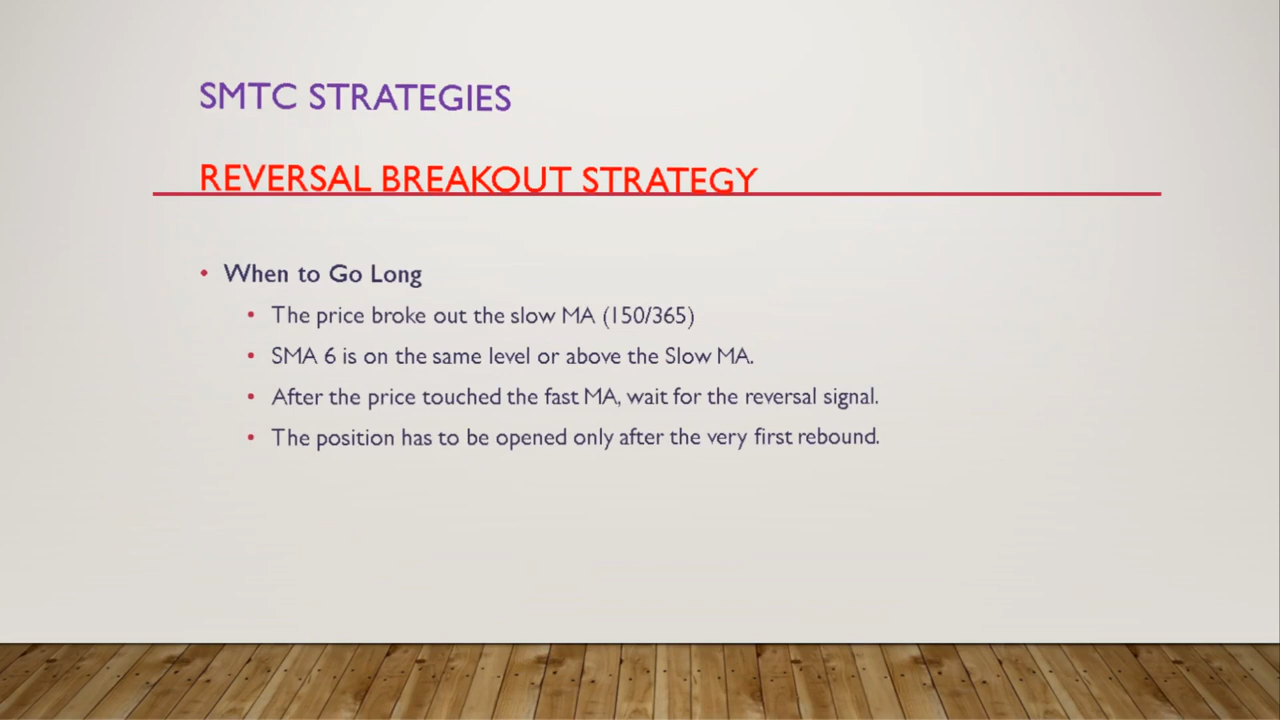 SMTC STRATEGIES
REVERSAL BREAKOUT STRATEGY
• When to Go Long
• The price broke out the slow MA (150/365)
• SMA 6 is on the same level or above the Slow MA.
• After the price touched the fast MA, wait for the reversal signal.
• The position has to be opened only after the very first rebound.